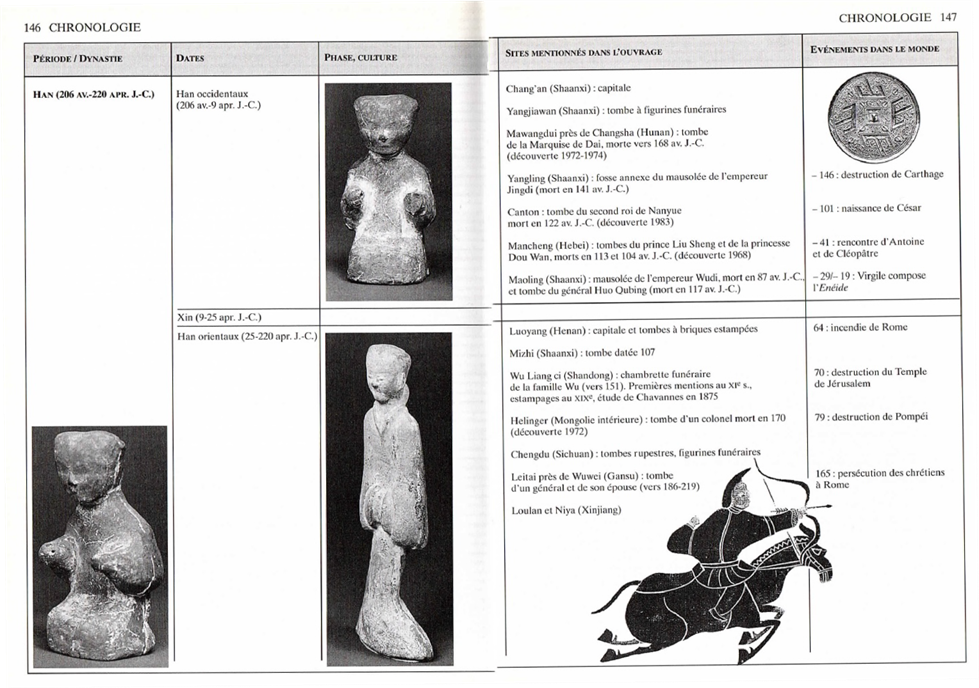 146 CHRONOLOGIE
CHRONOLOGIE 147
PÉRIODE / DYNASTIE
DATES
PHASE, CULTURE
SITES MENTIONNÉS DANS L'OUVRAGE
EVÉNEMENTS DANS LE MONDE
HAN (206 AV.-220 APR. J.-C.)
Han occidentaux
(206 av.-9 apr. J.-C.)
Chang'an (Shaanxi) : capitale
Yangjiawan (Shaanxi) : tombe à figurines funéraires
Mawangdui près de Changsha (Hunan) : tombe
de la Marquise de Dai, morte vers 168 av. J.-C.
(découverte 1972-1974)
Yangling (Shaanxi) : fosse annexe du mausolée de l'empereur
Jingdi (mort en 141 av. J.-C.)
Canton : tombe du second roi de Nanyue
mort en 122 av. J.-C. (découverte 1983)
Mancheng (Hebei) : tombes du prince Liu Sheng et de la princesse
Dou Wan, morts en 113 et 104 av. J.-C. (découverte 1968)
Maoling (Shaanxi) : mausolée de l'empereur Wudi, mort en 87 av. J.-C.,
et tombe du général Huo Qubing (mort en 117 av. J.-C.)
– 146 : destruction de Carthage
– 101 : naissance de César
– 41 : rencontre d'Antoine
et de Cléopâtre
– 29/– 19 : Virgile compose
l'Enéide
Xin (9-25 apr. J.-C.)
Han orientaux (25-220 apr. J.-C.)
Luoyang (Henan) : capitale et tombes à briques estampées
Mizhi (Shaanxi) : tombe datée 107
Wu Liang ci (Shandong) : chambrette funéraire
de la famille Wu (vers 151). Premières mentions au XIe s.,
estampages au XIXe, étude de Chavannes en 1875
Helinger (Mongolie intérieure) : tombe d'un colonel mort en 170
(découverte 1972)
Chengdu (Sichuan) : tombes rupestres, figurines funéraires
Leitai près de Wuwei (Gansu) : tombe
d'un général et de son épouse (vers 186-219)
Loulan et Niya (Xinjiang)
64 : incendie de Rome
70 : destruction du Temple
de Jérusalem
79 : destruction de Pompéi
165 : persécution des chrétiens
à Rome